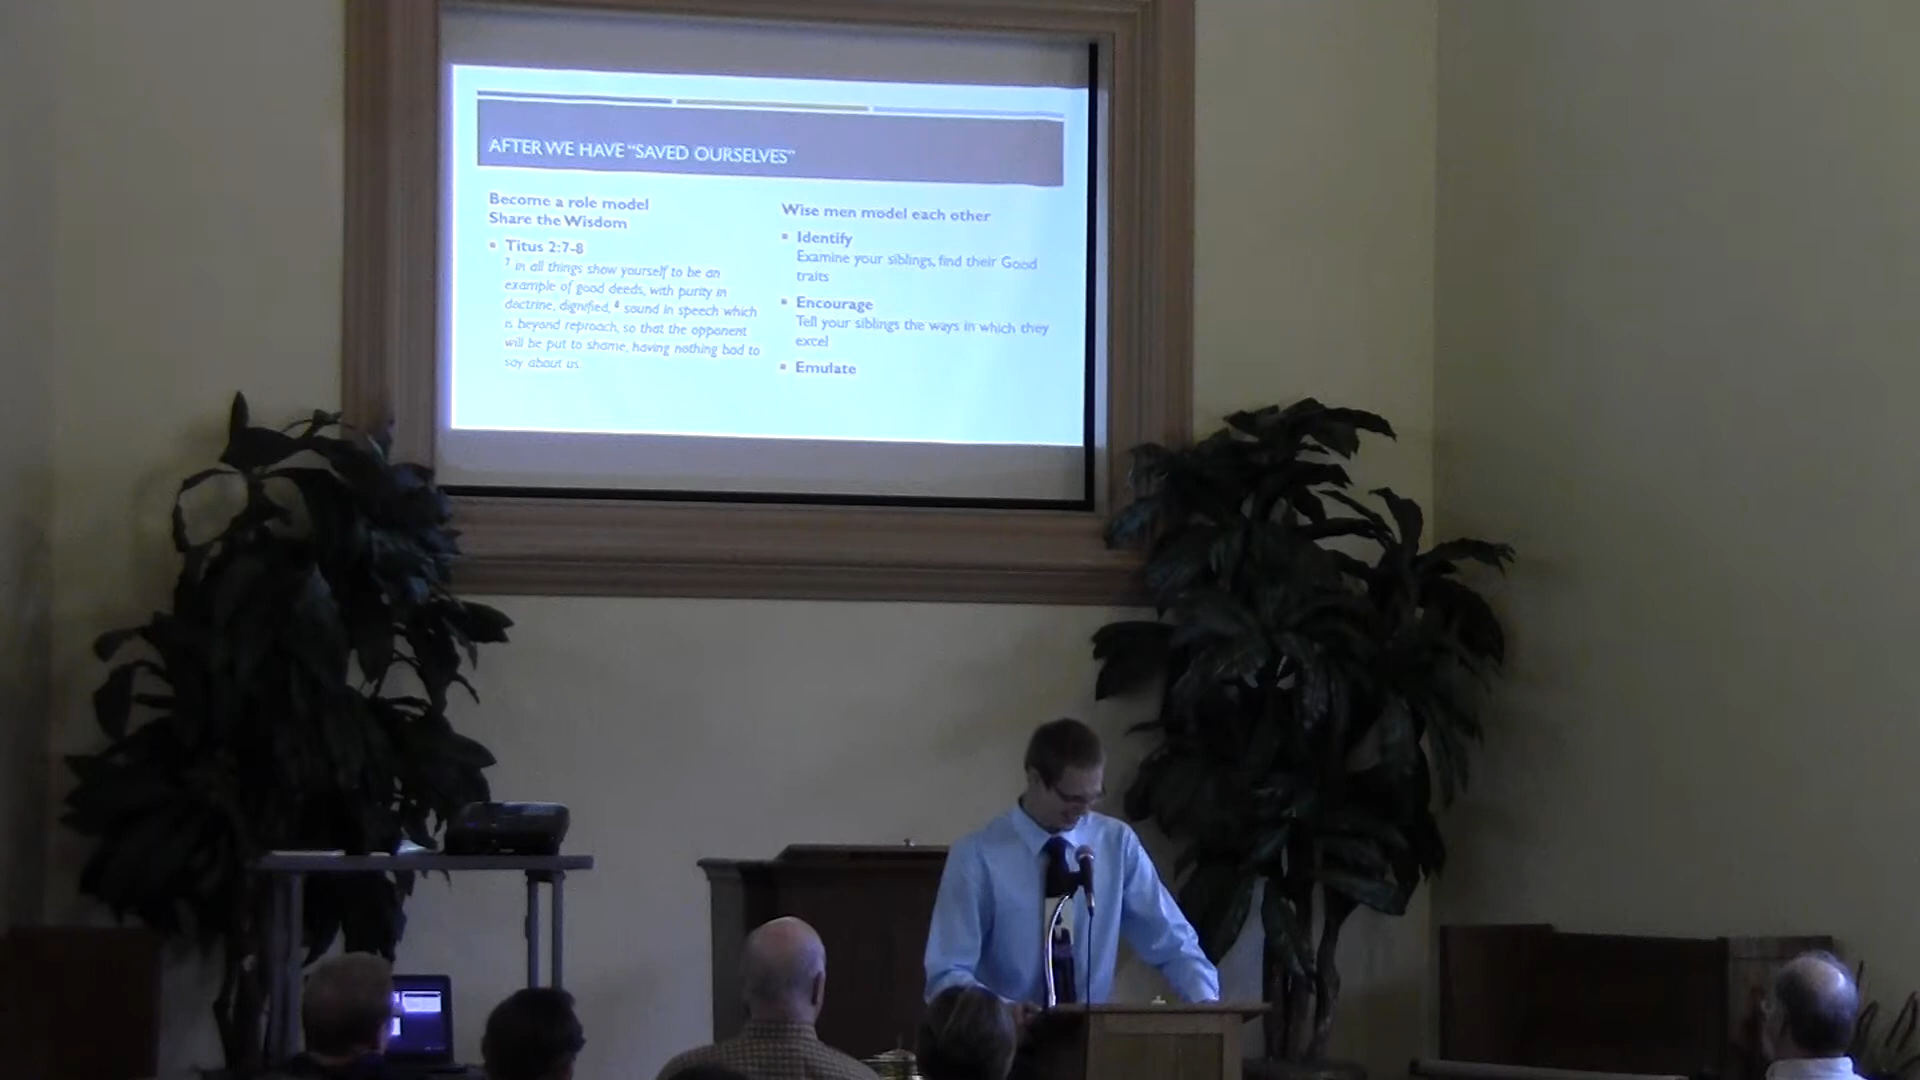 AFTER WE HAVE "SAVED OURSELVES"
Become a role model
Share the Wisdom
▪ Titus 2:7-8
7 in all things show yourself to be an
example of good deeds, with purity in
doctrine, dignified, 8 sound in speech which
is beyond reproach, so that the opponent
will be put to shame, having nothing bad to
say about us
Wise men model each other
▪ Identify
Examine your siblings, find their Good
traits
▪ Encourage
Tell your siblings the ways in which they
excel
▪ Emulate